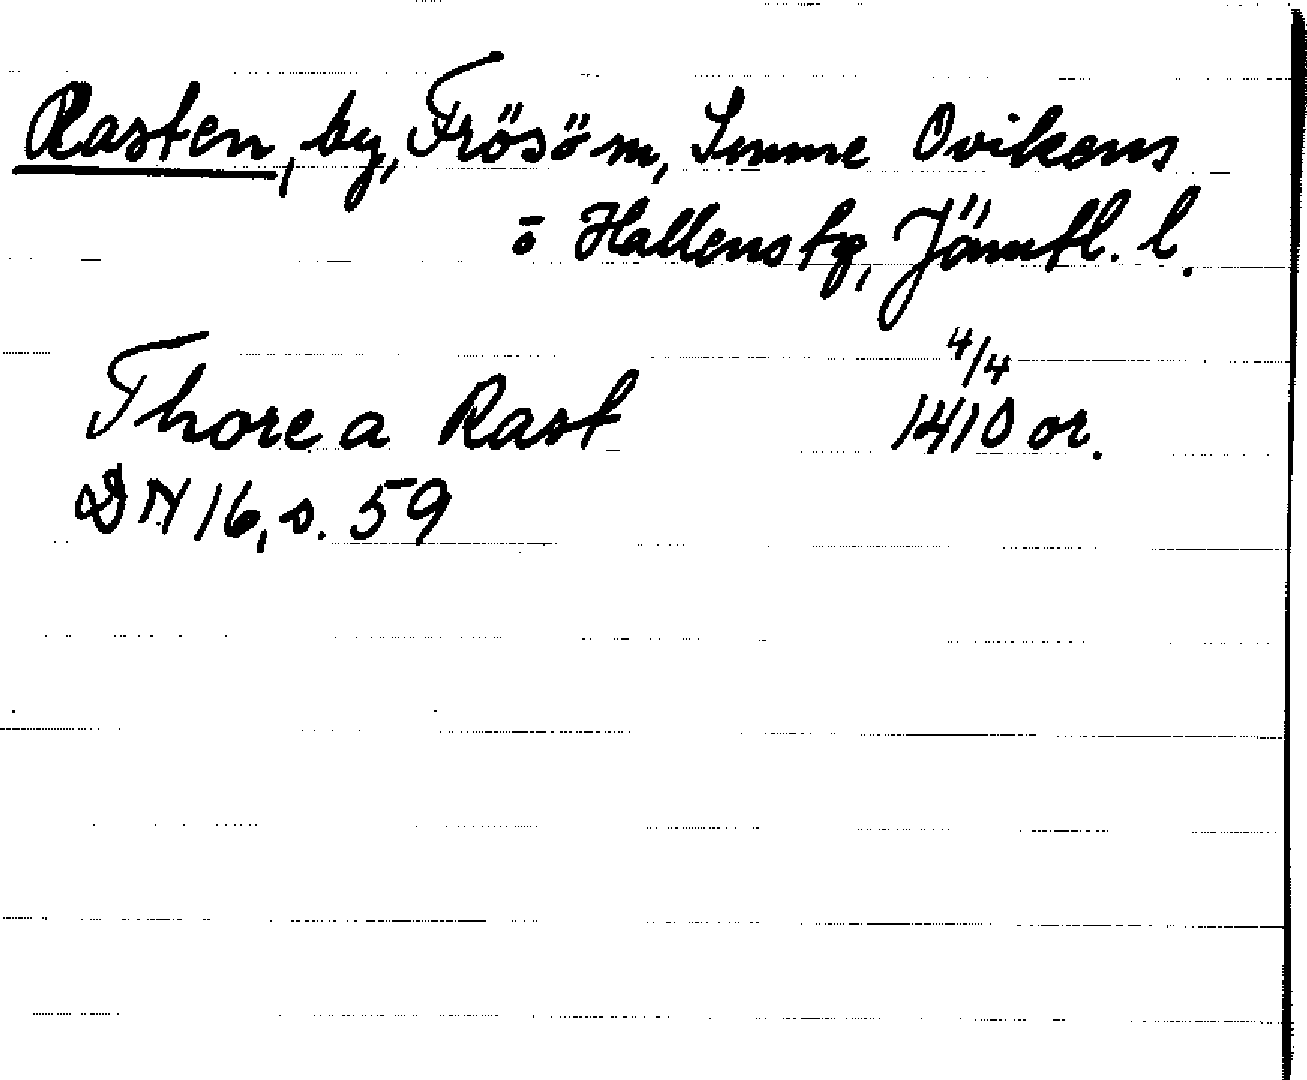 Rasten, by, Frösö sn, Sunne Ovikens
o Hallens tg, Jämtl. l.
Thore a Rast 4/4 1410 or.
DN 16, s. 59